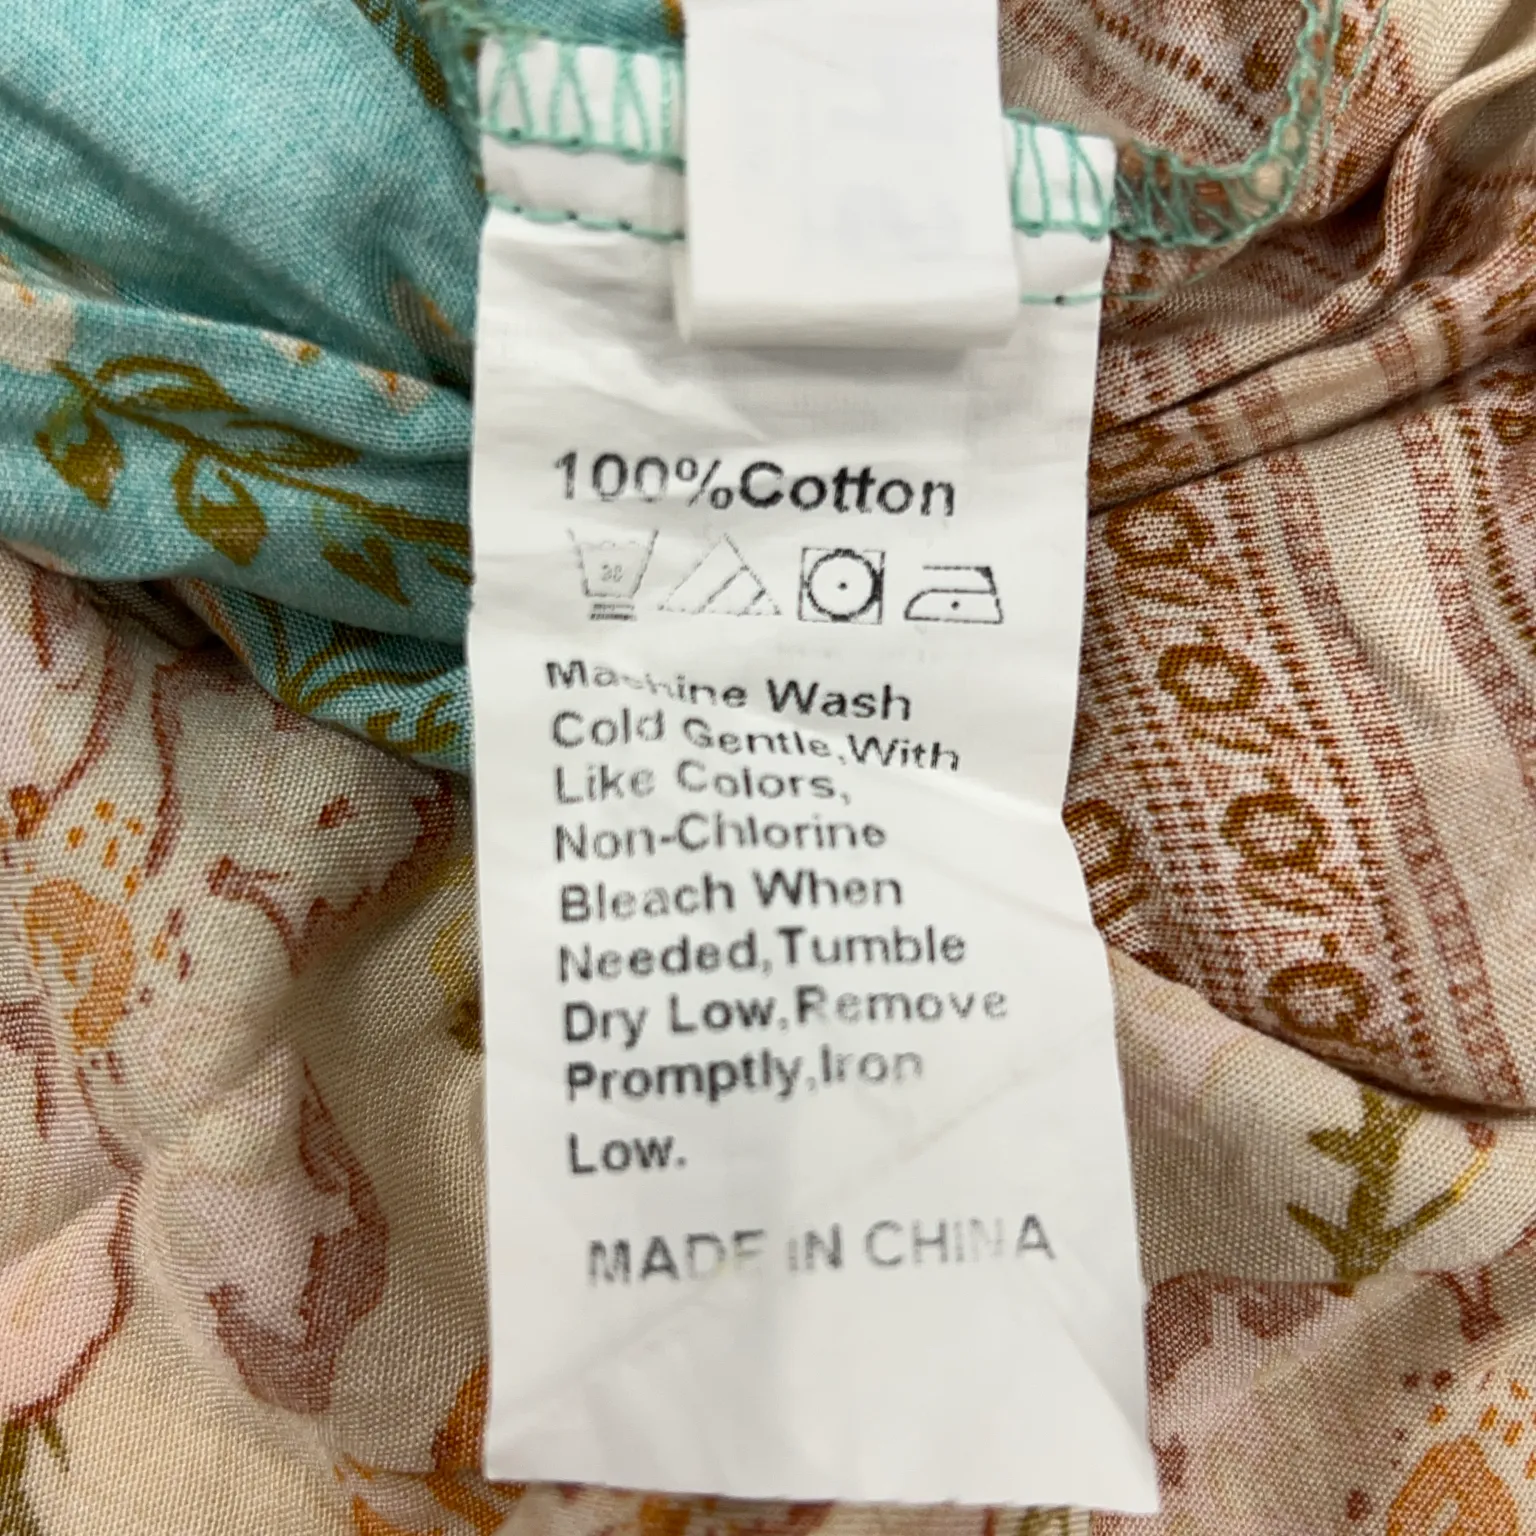 100%Cotton
30
Machine Wash
Cold Gentle,With
Like Colors,
Non-Chlorine
Bleach When
Needed,Tumble
Dry Low,Remove
Promptly,Iron
Low.
MADE IN CHINA